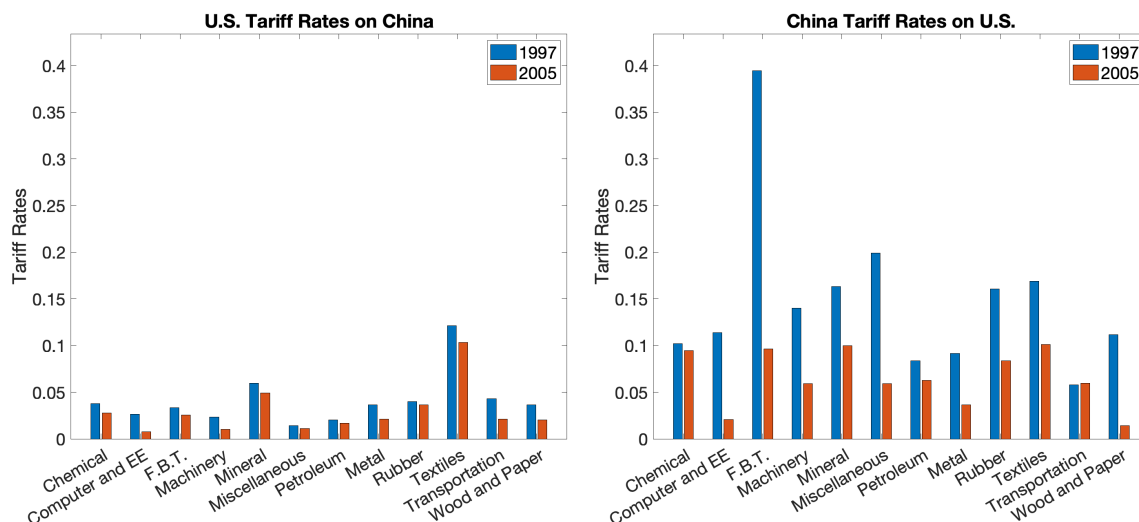 U.S. Tariff Rates on China
1997
2005
0.4
0.35
0.3
0.25
0.2
0.15
0.1
0.05
0
Tariff Rates
Chemical
Computer and EE
F.B.T.
Machinery
Mineral
Miscellaneous
Petroleum
Metal
Rubber
Textiles
Transportation
Wood and Paper
China Tariff Rates on U.S.
1997
2005
0.4
0.35
0.3
0.25
0.2
0.15
0.1
0.05
0
Tariff Rates
Chemical
Computer and EE
F.B.T.
Machinery
Mineral
Miscellaneous
Petroleum
Metal
Rubber
Textiles
Transportation
Wood and Paper